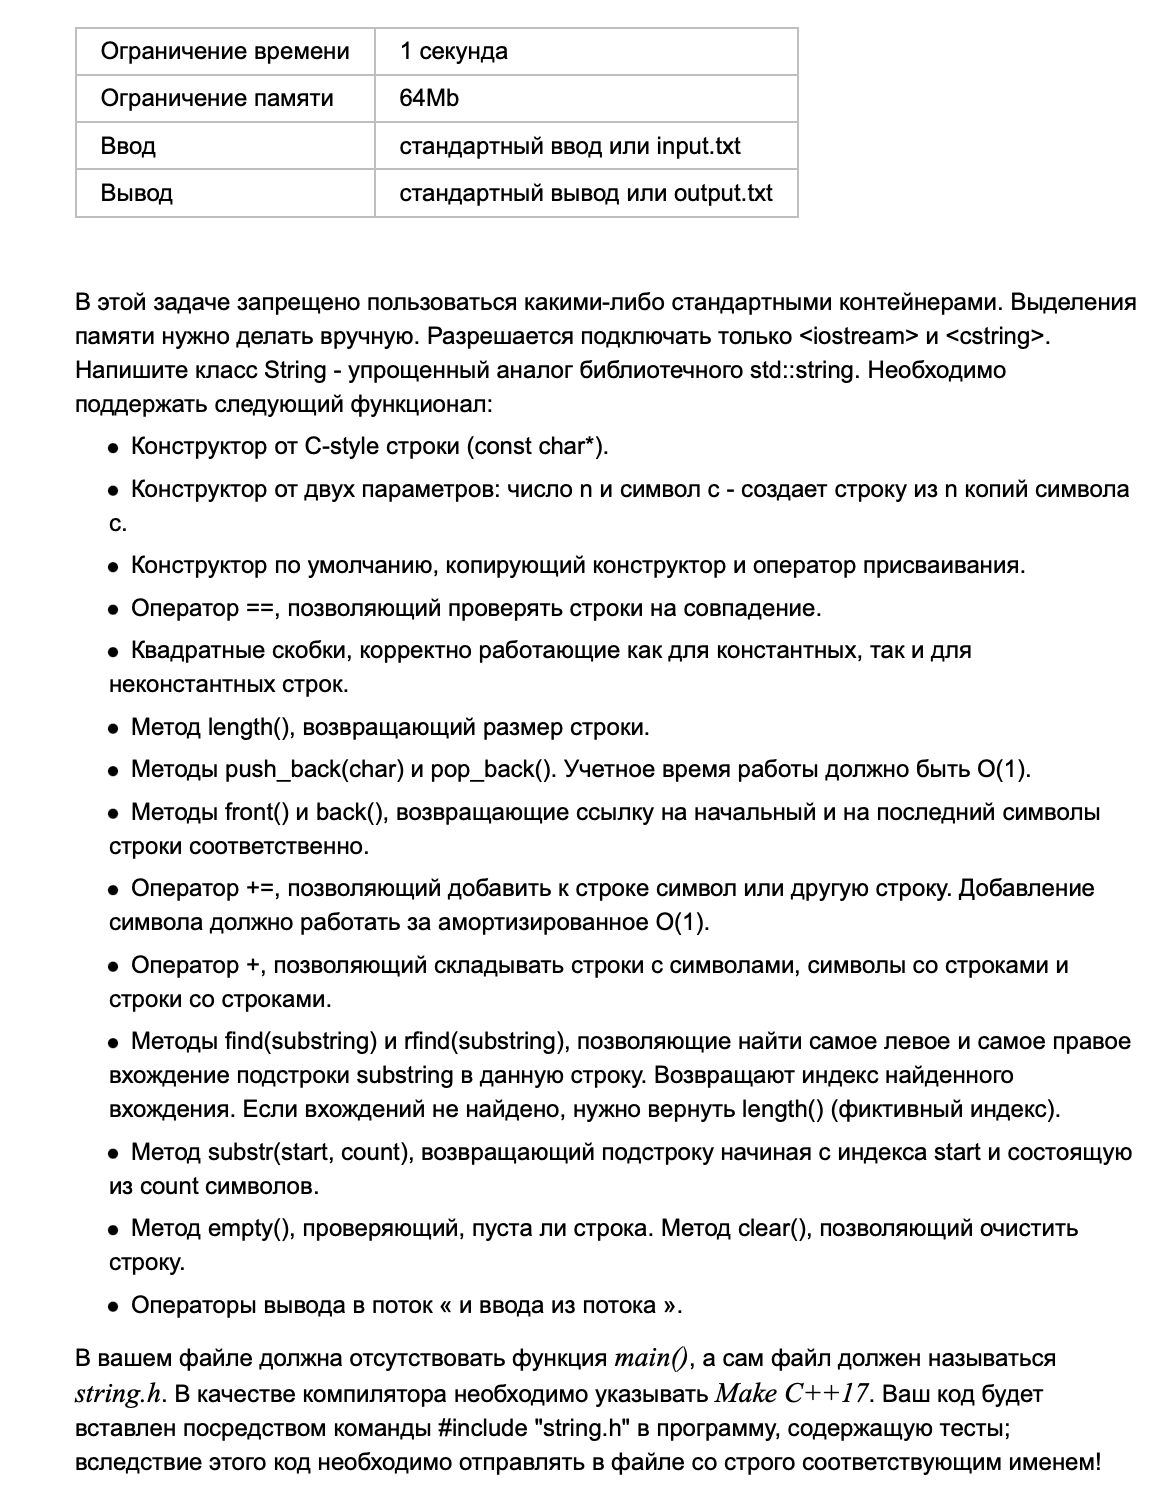 Ограничение времени 1 секунда
Ограничение памяти 64Mb
Ввод стандартный ввод или input.txt
Вывод стандартный вывод или output.txt
В этой задаче запрещено пользоваться какими-либо стандартными контейнерами. Выделения
памяти нужно делать вручную. Разрешается подключать только <iostream> и <cstring>.
Напишите класс String - упрощенный аналог библиотечного std::string. Необходимо
поддержать следующий функционал:
● Конструктор от C-style строки (const char*).
● Конструктор от двух параметров: число n и символ c - создает строку из n копий символа
c.
● Конструктор по умолчанию, копирующий конструктор и оператор присваивания.
● Оператор ==, позволяющий проверять строки на совпадение.
● Квадратные скобки, корректно работающие как для константных, так и для
неконстантных строк.
● Метод length(), возвращающий размер строки.
● Методы push_back(char) и pop_back(). Учетное время работы должно быть O(1).
● Методы front() и back(), возвращающие ссылку на начальный и на последний символы
строки соответственно.
● Оператор +=, позволяющий добавить к строке символ или другую строку. Добавление
символа должно работать за амортизированное O(1).
● Оператор +, позволяющий складывать строки с символами, символы со строками и
строки со строками.
● Методы find(substring) и rfind(substring), позволяющие найти самое левое и самое правое
вхождение подстроки substring в данную строку. Возвращают индекс найденного
вхождения. Если вхождений не найдено, нужно вернуть length() (фиктивный индекс).
● Метод substr(start, count), возвращающий подстроку начиная с индекса start и состоящую
из count символов.
● Метод empty(), проверяющий, пуста ли строка. Метод clear(), позволяющий очистить
строку.
● Операторы вывода в поток « и ввода из потока ».
В вашем файле должна отсутствовать функция main(), а сам файл должен называться
string.h. В качестве компилятора необходимо указывать Make C++17. Ваш код будет
вставлен посредством команды #include "string.h" в программу, содержащую тесты;
вследствие этого код необходимо отправлять в файле со строго соответствующим именем!